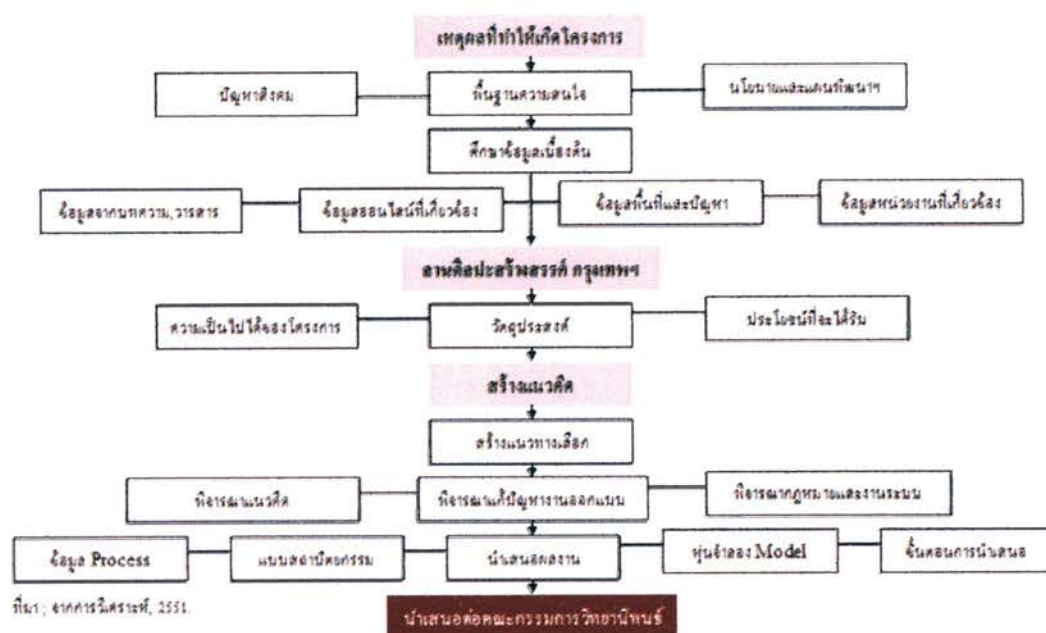 เหตุผลที่ทำให้เกิดโครงการ
ปัญหาสังคม
พื้นฐานความสนใจ
นโยบายและแผนพัฒนาฯ
ศึกษาข้อมูลเบื้องต้น
ข้อมูลจากบทความ,วารสาร
ข้อมูลออนไลน์ที่เกี่ยวข้อง
ข้อมูลพื้นที่และปัญหา
ข้อมูลหน่วยงานที่เกี่ยวข้อง
ลานศิลปะสร้างสรรค์ กรุงเทพฯ
ความเป็นไปได้ของโครงการ
วัตถุประสงค์
ประโยชน์ที่จะได้รับ
สร้างแนวคิด
สร้างแนวทางเลือก
พิจารณาแนวคิด
พิจารณาแก้ปัญหางานออกแบบ
พิจารณากฎหมายและงานระบบ
ข้อมูล Process
แบบสถาปัตยกรรม
นำเสนอผลงาน
หุ่นจำลอง Model
ขั้นตอนการนำเสนอ
ที่มา ; จากการวิเคราะห์, 2551.
นำเสนอต่อคณะกรรมการวิทยานิพนธ์